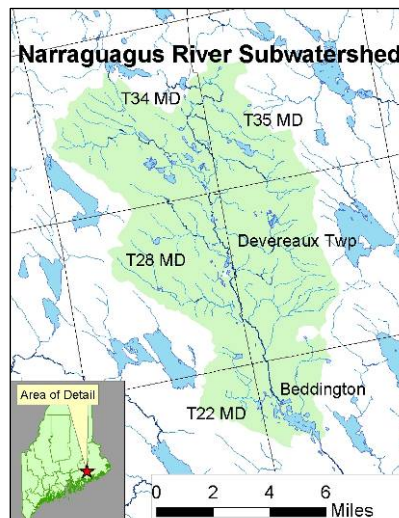 Narraguagus River Subwatershed
T34 MD
T35 MD
Devereaux Twp
T28 MD
Beddington
T22 MD
Area of Detail
0 2 4 6
Miles